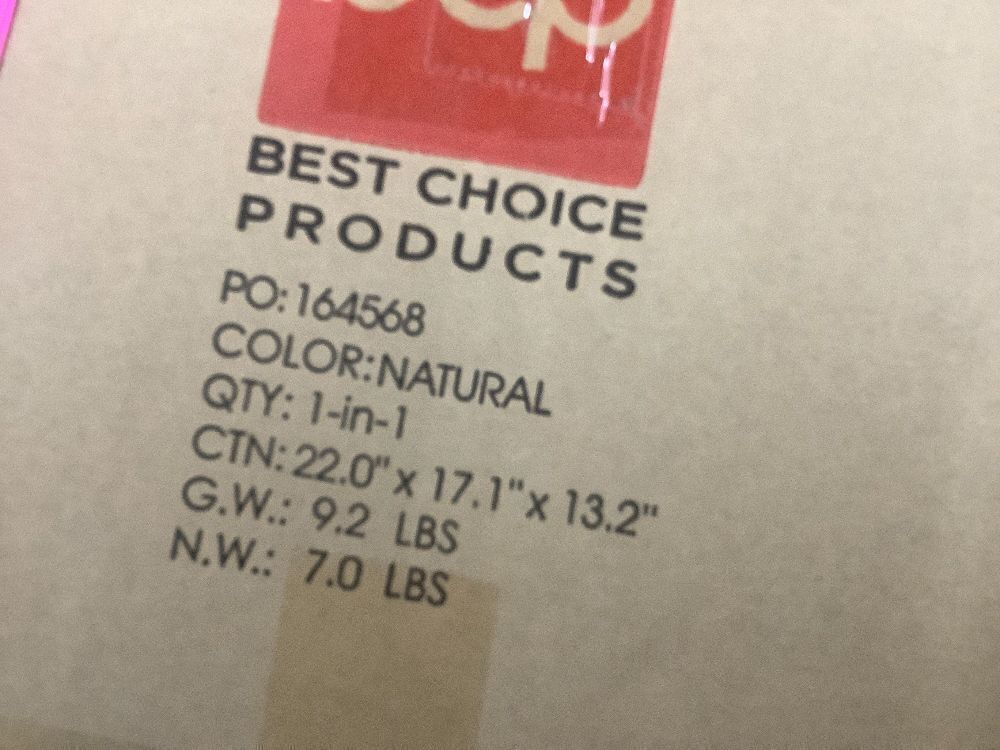 bcp
BEST CHOICE
PRODUCTS
PO: 164568
COLOR: NATURAL
QTY: 1-in-1
CTN: 22.0" x 17.1" x 13.2"
G.W.: 9.2 LBS
N.W.: 7.0 LBS